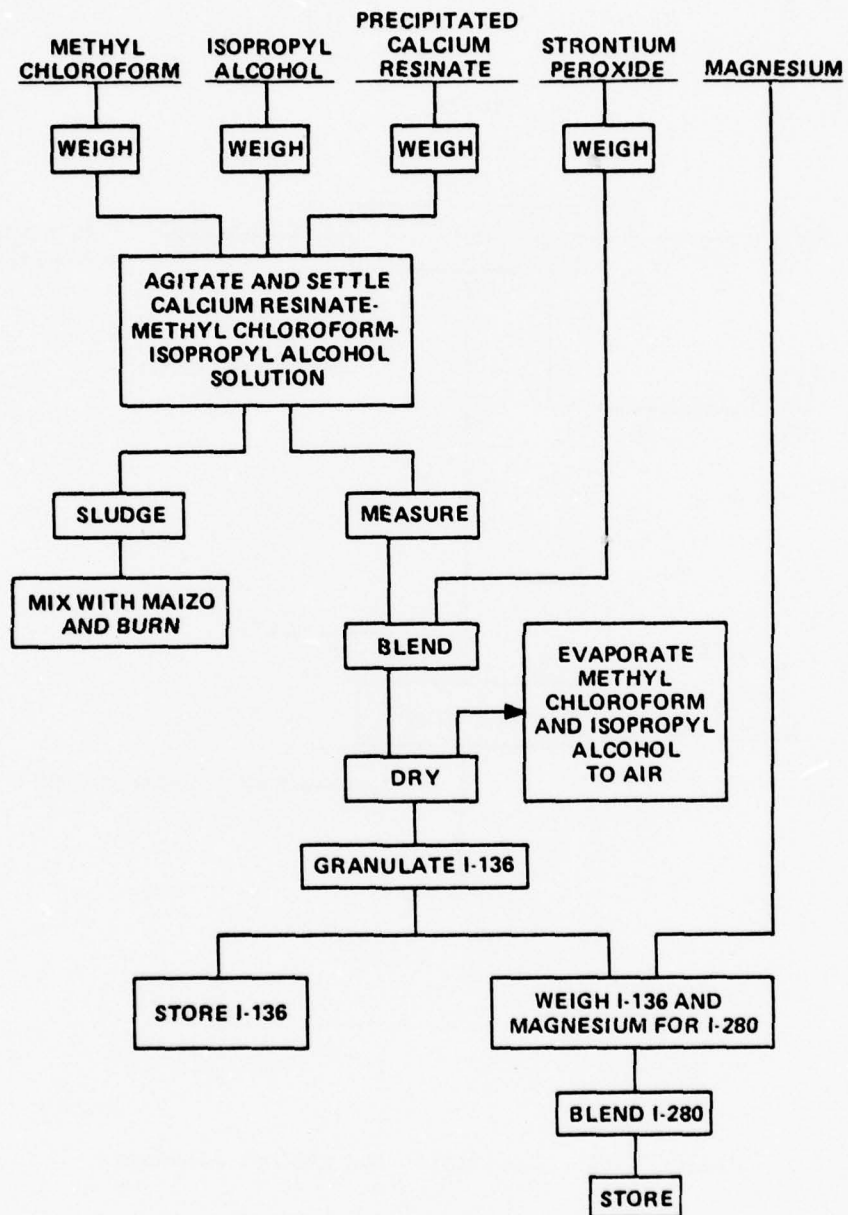 METHYL
CHLOROFORM
ISOPROPYL
ALCOHOL
PRECIPITATED
CALCIUM
RESINATE
STRONTIUM
PEROXIDE
MAGNESIUM
WEIGH
WEIGH
WEIGH
WEIGH
AGITATE AND SETTLE
CALCIUM RESINATE-
METHYL CHLOROFORM-
ISOPROPYL ALCOHOL
SOLUTION
SLUDGE
MEASURE
MIX WITH MAIZO
AND BURN
BLEND
EVAPORATE
METHYL
CHLOROFORM
AND ISOPROPYL
ALCOHOL
TO AIR
DRY
GRANULATE I-136
STORE I-136
WEIGH I-136 AND
MAGNESIUM FOR I-280
BLEND I-280
STORE